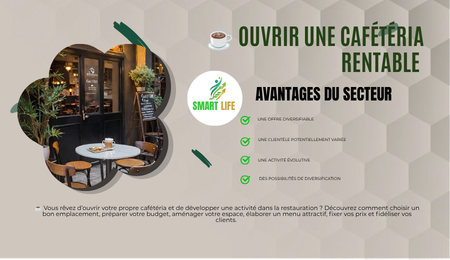 OUVRIR UNE CAFÉTÉRIA
RENTABLE
SMART LIFE
AVANTAGES DU SECTEUR
UNE OFFRE DIVERSIFIABLE
UNE CLIENTÈLE POTENTIELLEMENT VARIÉE
UNE ACTIVITÉ ÉVOLUTIVE
DES POSSIBILITÉS DE DIVERSIFICATION
Vous rêvez d'ouvrir votre propre cafétéria et de développer une activité dans la restauration ? Découvrez comment choisir un
bon emplacement, préparer votre budget, aménager votre espace, élaborer un menu attractif, fixer vos prix et fidéliser vos
clients.